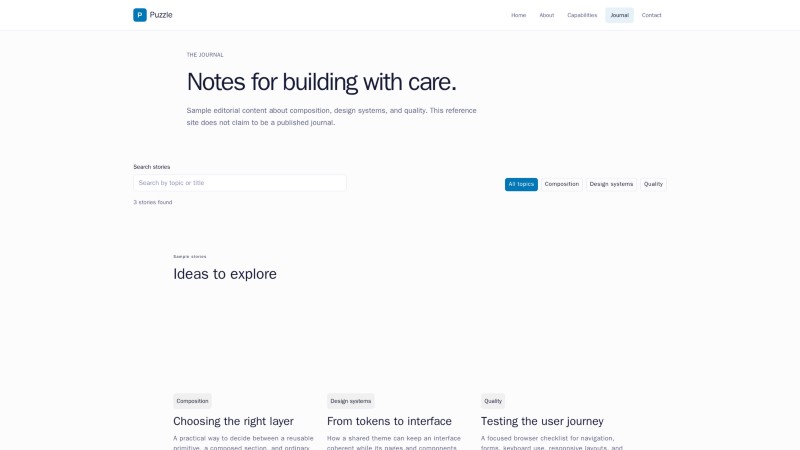 P Puzzle
Home About Capabilities Journal Contact
THE JOURNAL
Notes for building with care.
Sample editorial content about composition, design systems, and quality. This reference
site does not claim to be a published journal.
Search stories
Search by topic or title
All topics Composition Design systems Quality
3 stories found
Sample stories
Ideas to explore
Composition
Choosing the right layer
A practical way to decide between a reusable
primitive, a composed section, and ordinary
Design systems
From tokens to interface
How a shared theme can keep an interface
coherent while its pages and components
Quality
Testing the user journey
A focused browser checklist for navigation,
forms, keyboard use, responsive layouts, and